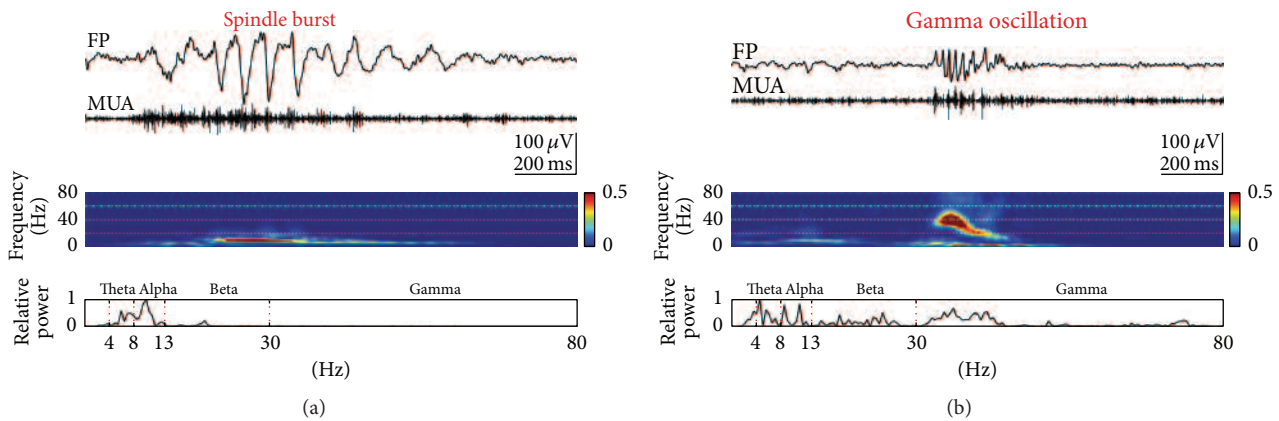 Spindle burst
FP
MUA
100 μV
200 ms
Frequency
(Hz)
80
40
0
0.5
0
Relative
power
1
0
Theta Alpha Beta Gamma
4 8 13 30 80
(Hz)
(a)
Gamma oscillation
FP
MUA
100 μV
200 ms
Frequency
(Hz)
80
40
0
0.5
0
Relative
power
1
0
Theta Alpha Beta Gamma
4 8 13 30 80
(Hz)
(b)